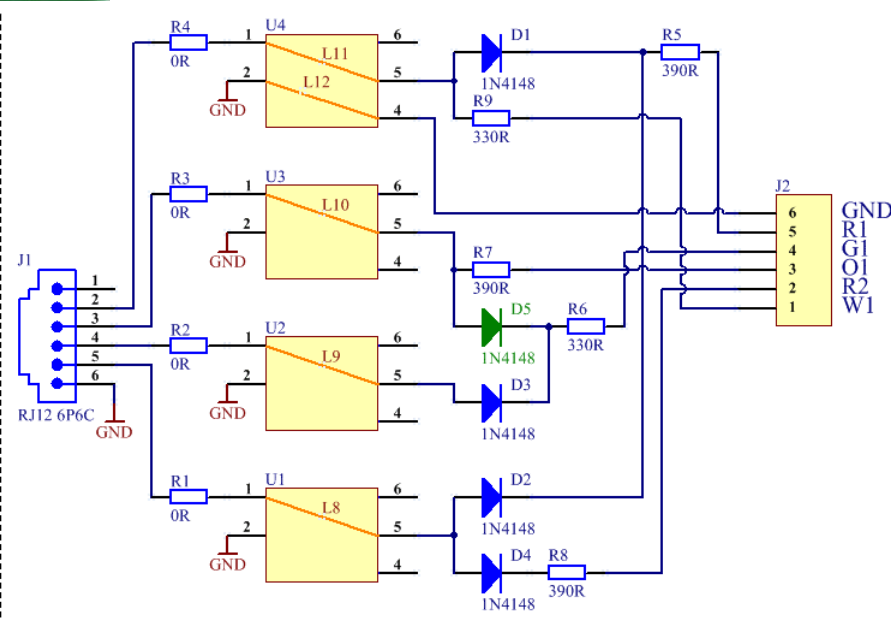 R4
0R
1
2
GND
U4
L11
L12
6
5
4
D1
1N4148
R9
330R
R5
390R
R3
0R
1
2
GND
U3
L10
6
5
4
R7
390R
D5
1N4148
R6
330R
J2
6 GND
5 R1
4 G1
3 O1
2 R2
1 W1
J1
1
2
3
4
5
6
RJ12 6P6C
GND
R2
0R
1
2
GND
U2
L9
6
5
4
D3
1N4148
R1
0R
1
2
GND
U1
L8
6
5
4
D2
1N4148
D4
1N4148
R8
390R